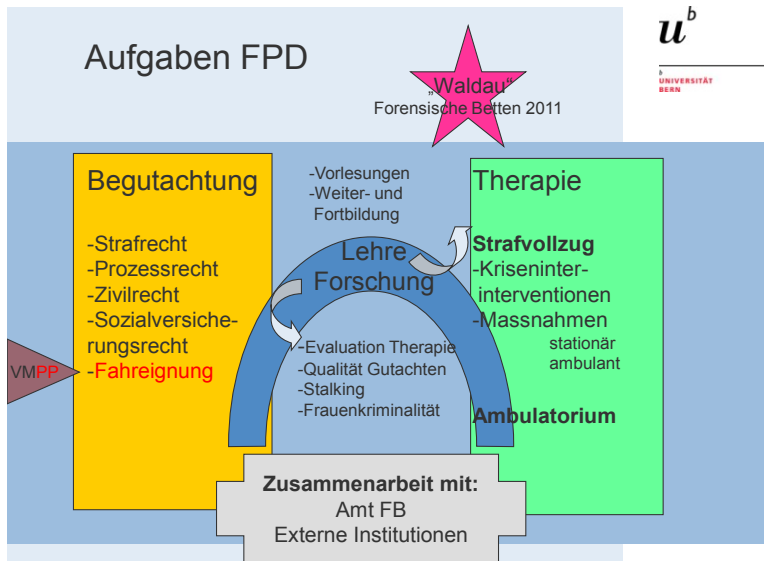 Aufgaben FPD
u^b
b
UNIVERSITÄT
BERN
„Waldau“
Forensische Betten 2011
Begutachtung
-Strafrecht
-Prozessrecht
-Zivilrecht
-Sozialversiche-
rungsrecht
-Fahreignung
VMPP
-Vorlesungen
-Weiter- und
Fortbildung
Lehre
Forschung
-Evaluation Therapie
-Qualität Gutachten
-Stalking
-Frauenkriminalität
Therapie
Strafvollzug
-Kriseninter-
interventionen
-Massnahmen
stationär
ambulant
Ambulatorium
Zusammenarbeit mit:
Amt FB
Externe Institutionen